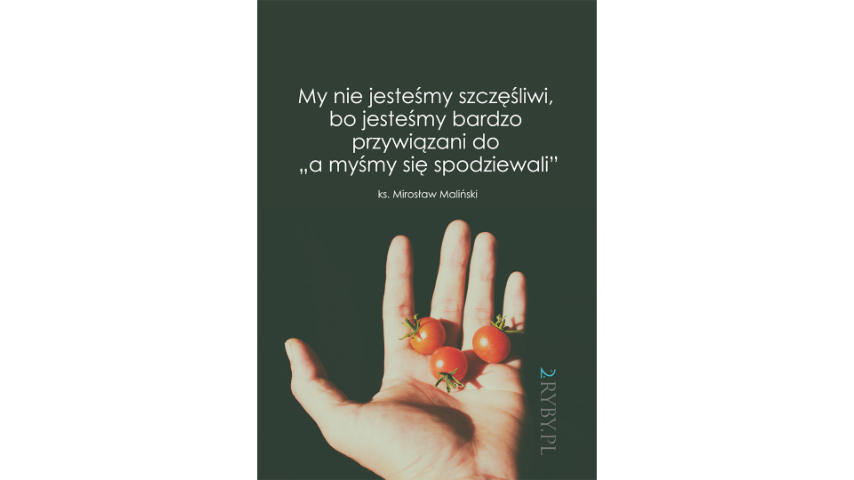 My nie jesteśmy szczęśliwi,
bo jesteśmy bardzo
przywiązani do
„a myśmy się spodziewali”
ks. Mirosław Maliński
2RYBY.PL